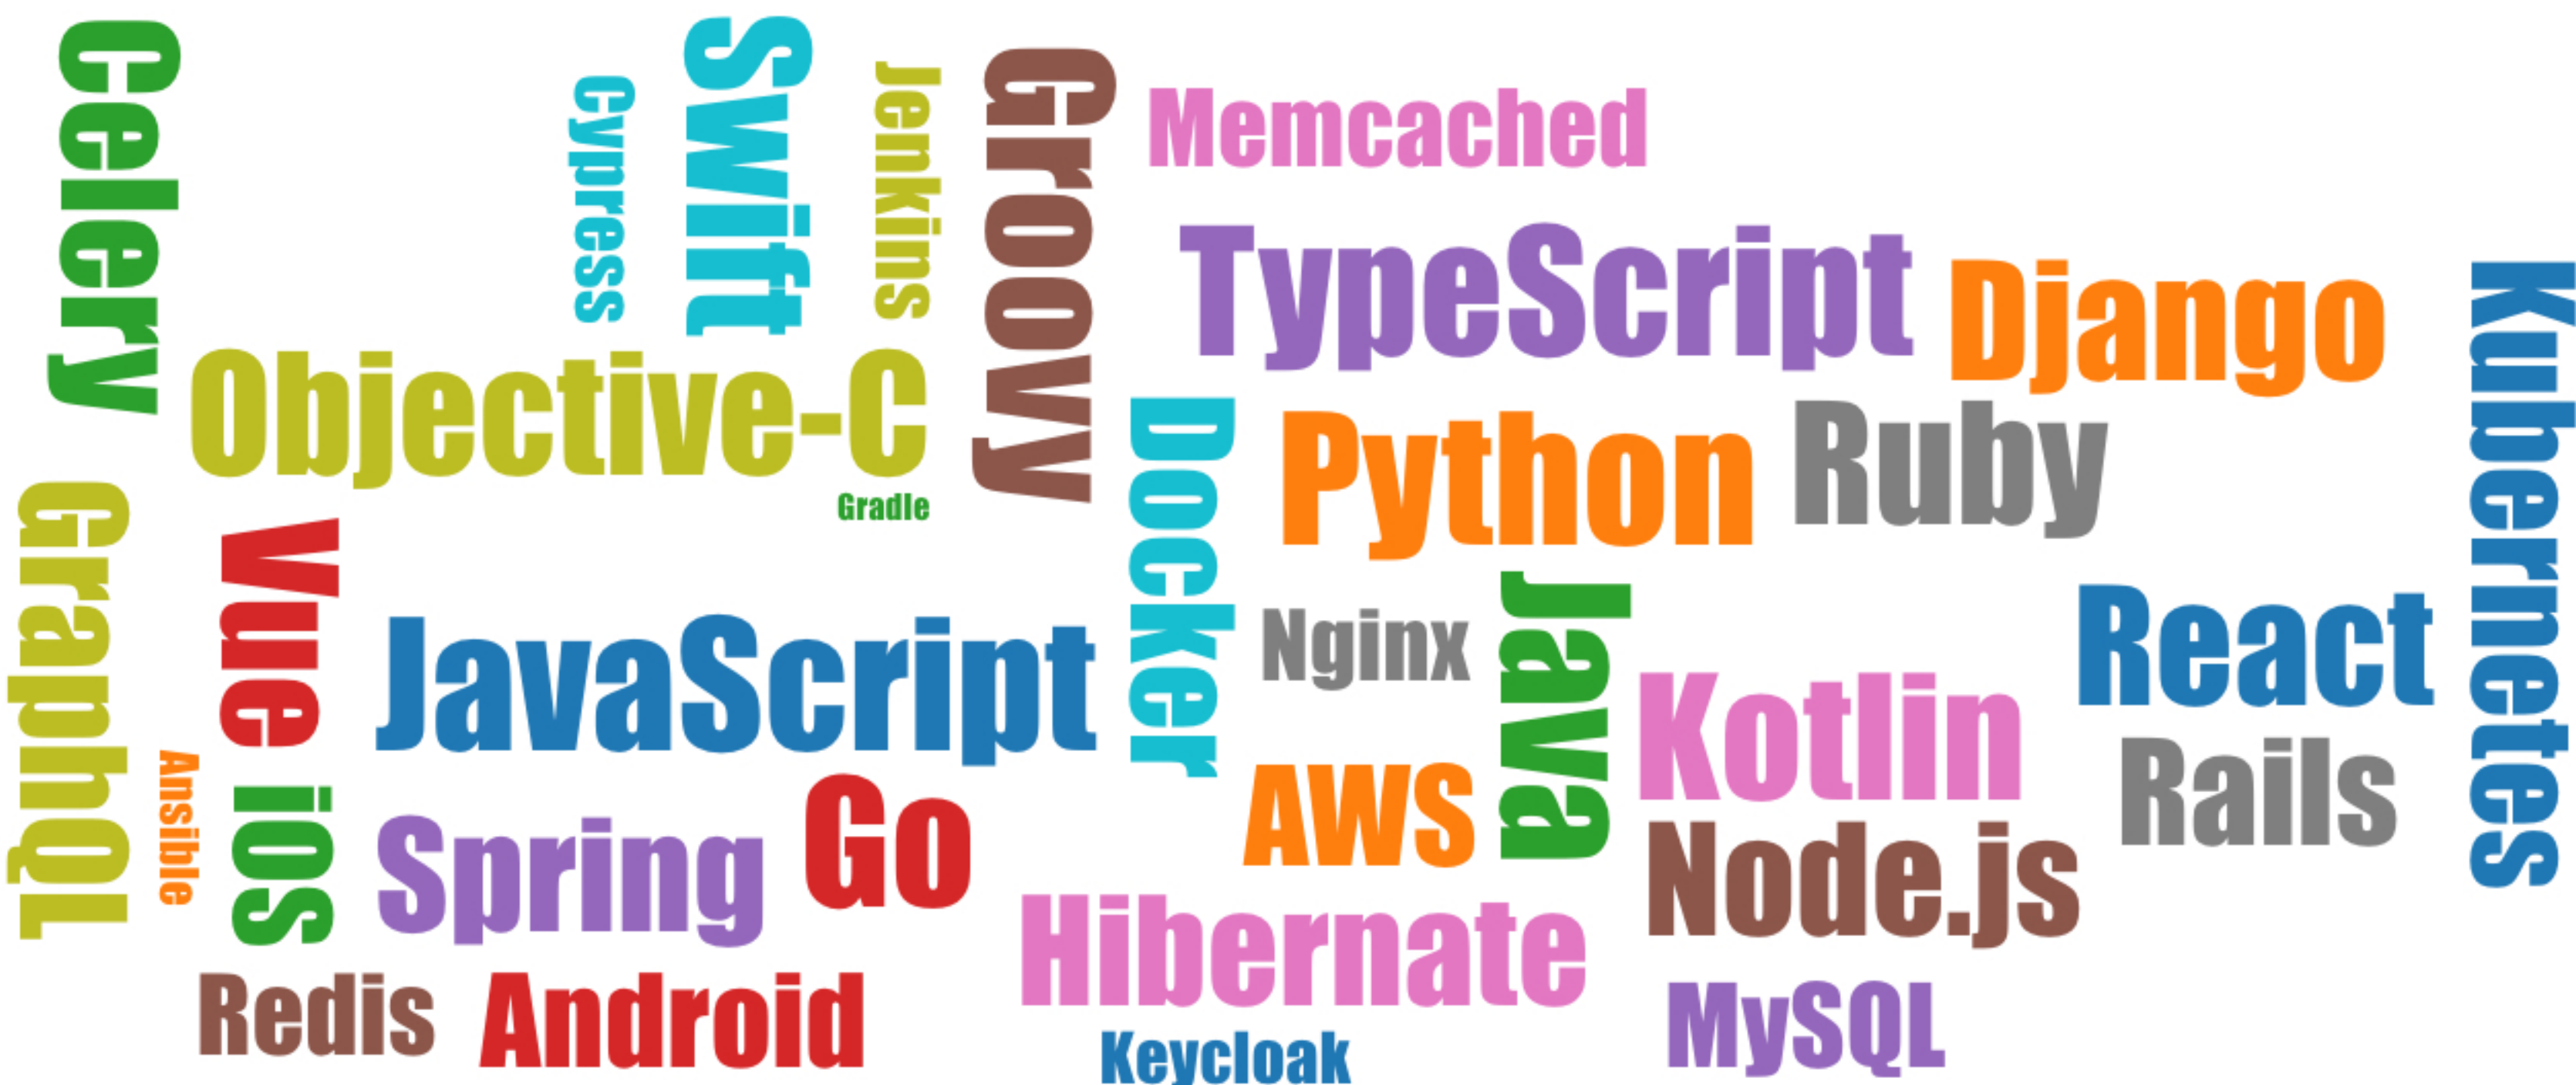 Celery
Cypress
Swift
Jenkins
Groovy
Memcached
TypeScript
Django
Kubernetes
Objective-C
Docker
Python
Ruby
Gradle
GraphQL
Vue
JavaScript
Nginx
Java
React
Kotlin
Rails
Ansible
iOS
Spring
Go
AWS
Node.js
Hibernate
Redis
Android
MySQL
Keycloak